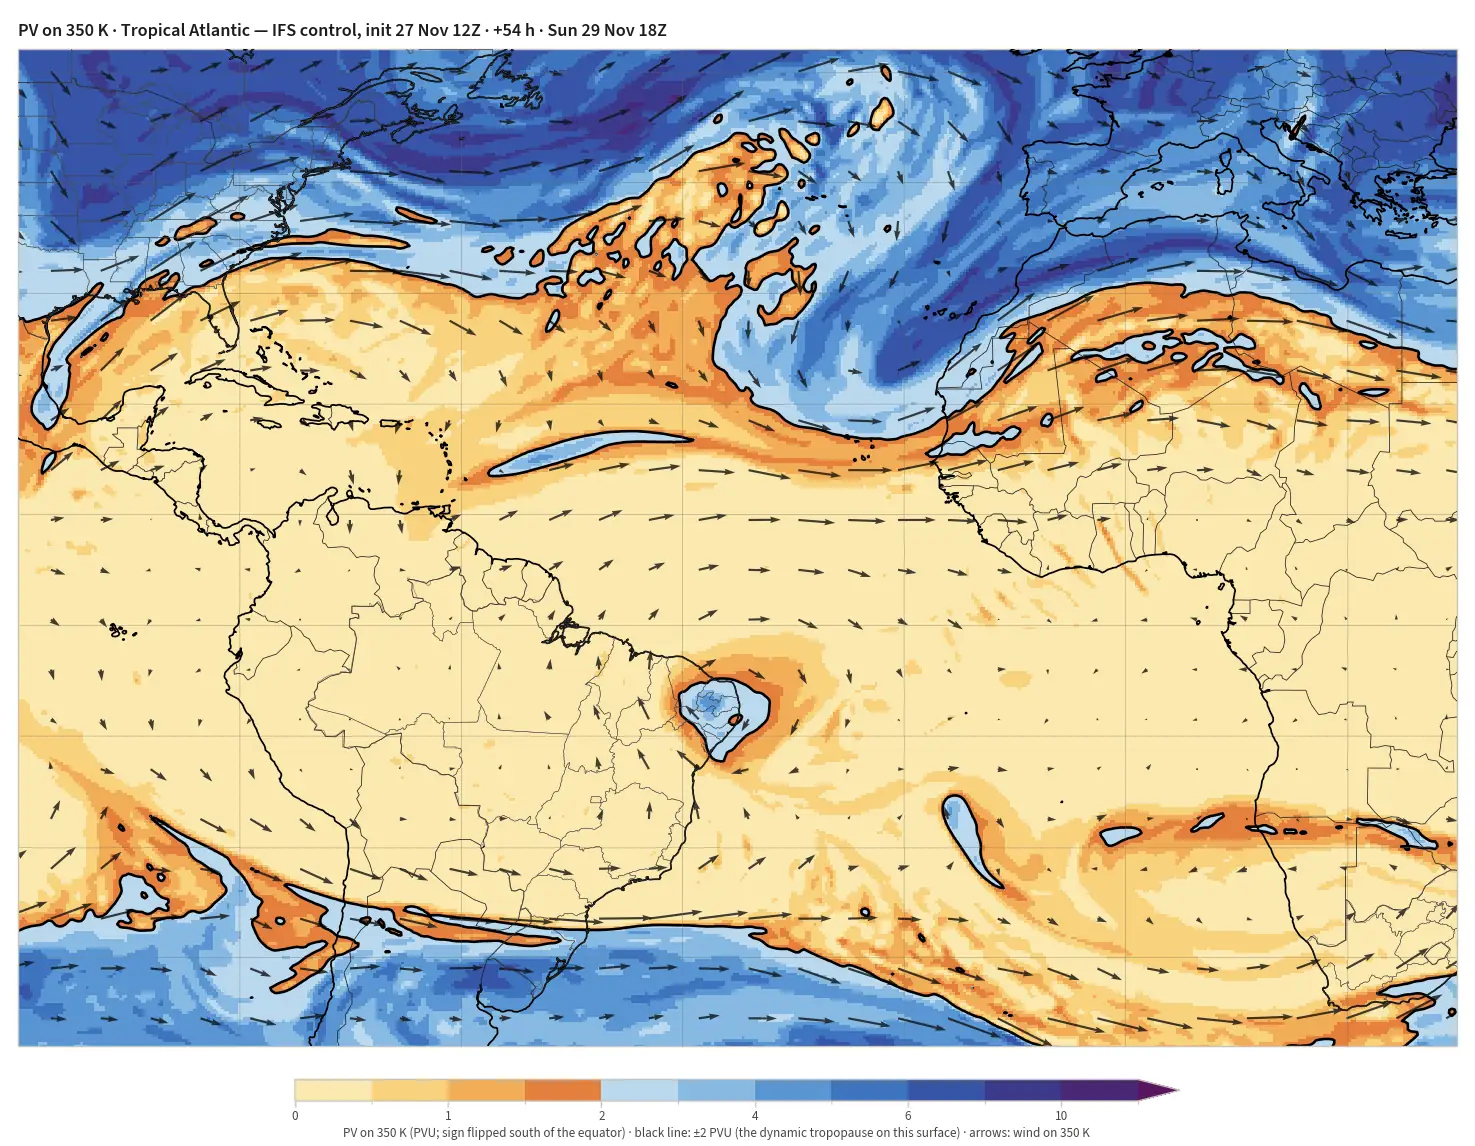 PV on 350 K · Tropical Atlantic — IFS control, init 27 Nov 12Z · +54 h · Sun 29 Nov 18Z
0 1 2 4 6 10
PV on 350 K (PVU; sign flipped south of the equator) · black line: ±2 PVU (the dynamic tropopause on this surface) · arrows: wind on 350 K